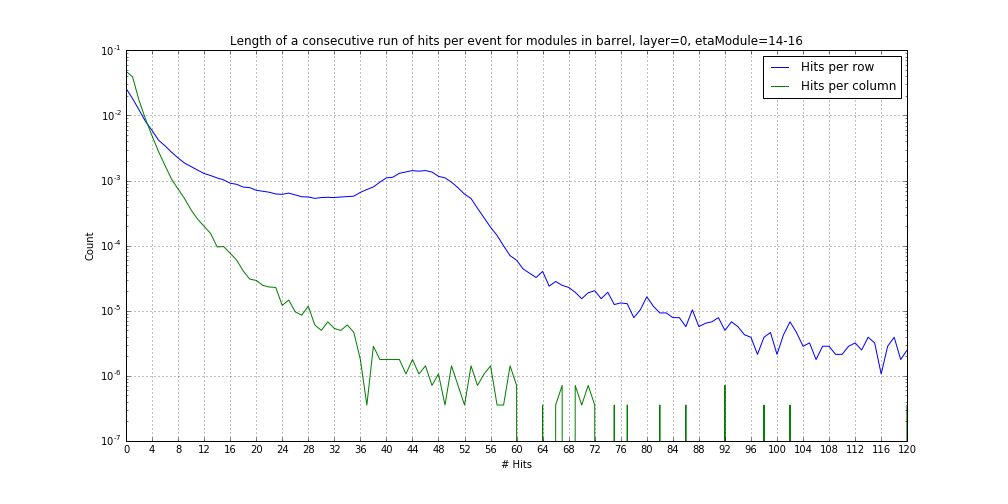 Length of a consecutive run of hits per event for modules in barrel, layer=0, etaModule=14-16
Hits per row
Hits per column
10^-1
10^-2
10^-3
10^-4
10^-5
10^-6
10^-7
Count
0 4 8 12 16 20 24 28 32 36 40 44 48 52 56 60 64 68 72 76 80 84 88 92 96 100 104 108 112 116 120
# Hits